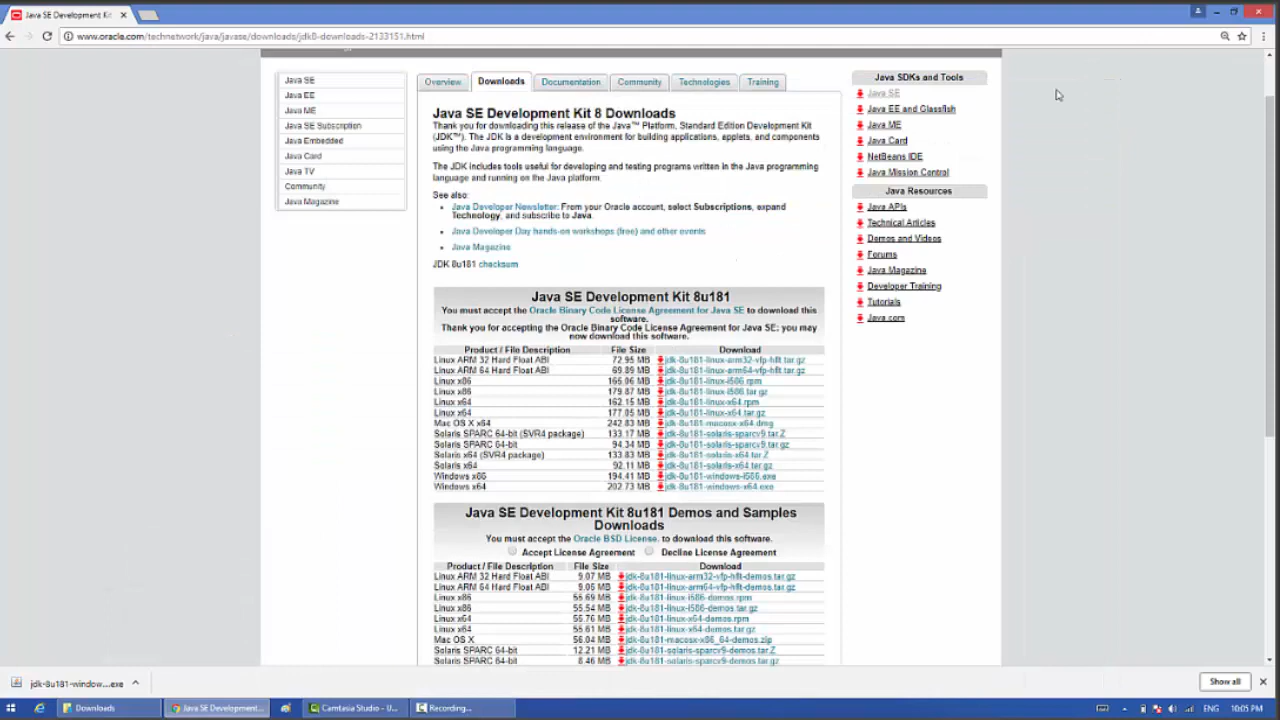 Java SE Development Kit
www.oracle.com/technetwork/java/javase/downloads/jdk8-downloads-2133151.html
Java SE
Java EE
Java ME
Java SE Subscription
Java Embedded
Java Card
Java TV
Community
Java Magazine
Overview Downloads Documentation Community Technologies Training
Java SE Development Kit 8 Downloads
Thank you for downloading this release of the Java™ Platform, Standard Edition Development Kit
(JDK™). The JDK is a development environment for building applications, applets, and components
using the Java programming language.
The JDK includes tools useful for developing and testing programs written in the Java programming
language and running on the Java platform.
See also:
• Java Developer Newsletter: From your Oracle account, select Subscriptions, expand
Technology, and subscribe to Java.
• Java Developer Day hands-on workshops (free) and other events
• Java Magazine
JDK 8u181 checksum
Java SE Development Kit 8u181
You must accept the Oracle Binary Code License Agreement for Java SE to download this
software.
Thank you for accepting the Oracle Binary Code License Agreement for Java SE; you may
now download this software.
Product / File Description File Size Download
Linux ARM 32 Hard Float ABI 72.95 MB jdk-8u181-linux-arm32-vfp-hflt.tar.gz
Linux ARM 64 Hard Float ABI 69.89 MB jdk-8u181-linux-arm64-vfp-hflt.tar.gz
Linux x86 165.06 MB jdk-8u181-linux-i586.rpm
Linux x86 179.87 MB jdk-8u181-linux-i586.tar.gz
Linux x64 162.15 MB jdk-8u181-linux-x64.rpm
Linux x64 177.05 MB jdk-8u181-linux-x64.tar.gz
Mac OS X x64 242.83 MB jdk-8u181-macosx-x64.dmg
Solaris SPARC 64-bit (SVR4 package) 133.17 MB jdk-8u181-solaris-sparcv9.tar.Z
Solaris SPARC 64-bit 94.34 MB jdk-8u181-solaris-sparcv9.tar.gz
Solaris x64 (SVR4 package) 133.83 MB jdk-8u181-solaris-x64.tar.Z
Solaris x64 92.11 MB jdk-8u181-solaris-x64.tar.gz
Windows x86 194.41 MB jdk-8u181-windows-i586.exe
Windows x64 202.73 MB jdk-8u181-windows-x64.exe
Java SE Development Kit 8u181 Demos and Samples
Downloads
You must accept the Oracle BSD License. to download this software.
Accept License Agreement Decline License Agreement
Product / File Description File Size Download
Linux ARM 32 Hard Float ABI 9.07 MB jdk-8u181-linux-arm32-vfp-hflt-demos.tar.gz
Linux ARM 64 Hard Float ABI 9.05 MB jdk-8u181-linux-arm64-vfp-hflt-demos.tar.gz
Linux x86 55.69 MB jdk-8u181-linux-i586-demos.rpm
Linux x86 55.54 MB jdk-8u181-linux-i586-demos.tar.gz
Linux x64 55.76 MB jdk-8u181-linux-x64-demos.rpm
Linux x64 55.61 MB jdk-8u181-linux-x64-demos.tar.gz
Mac OS X 56.04 MB jdk-8u181-macosx-x86_64-demos.zip
Solaris SPARC 64-bit 12.21 MB jdk-8u181-solaris-sparcv9-demos.tar.Z
Solaris SPARC 64-bit 8.46 MB jdk-8u181-solaris-sparcv9-demos.tar.gz
Java SDKs and Tools
Java SE
Java EE and Glassfish
Java ME
Java Card
NetBeans IDE
Java Mission Control
Java Resources
Java APIs
Technical Articles
Demos and Videos
Forums
Java Magazine
Developer Training
Tutorials
Java.com
jdk-8u181-window....exe
Show all
Downloads
Java SE Development...
Camtasia Studio - U...
Recording...
ENG 10:05 PM